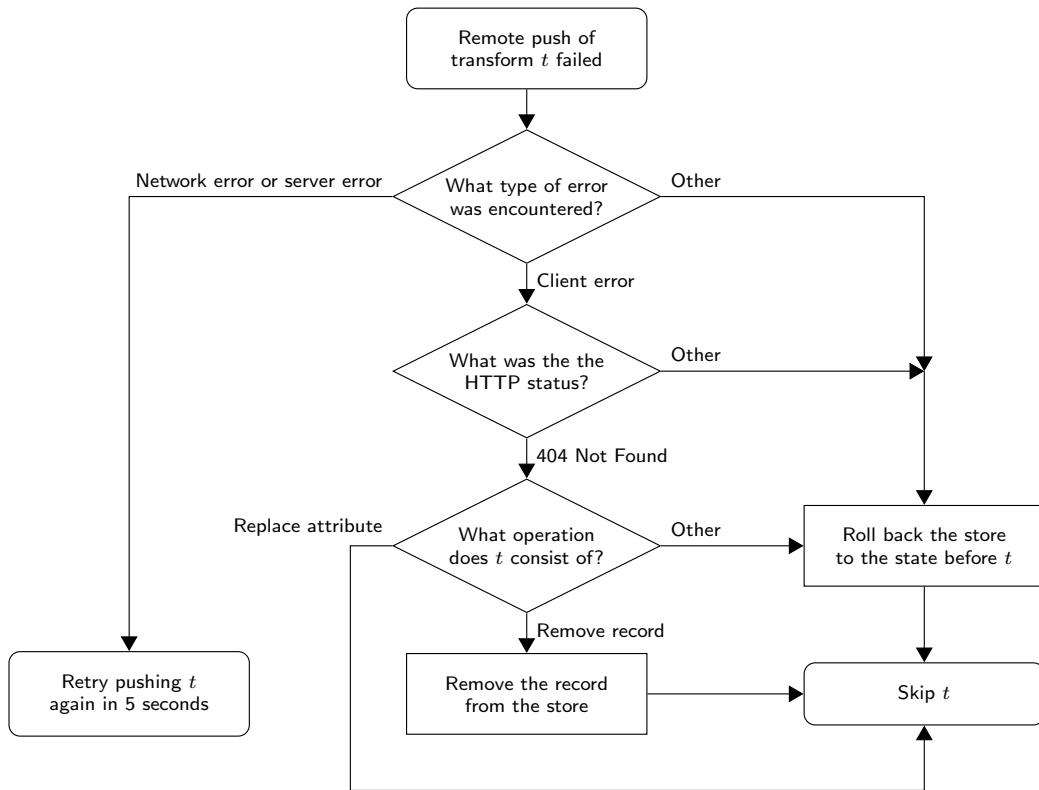 Remote push of
transform t failed
Network error or server error
What type of error
was encountered?
Other
Client error
What was the the
HTTP status?
Other
404 Not Found
Replace attribute
What operation
does t consist of?
Other
Roll back the store
to the state before t
Remove record
Retry pushing t
again in 5 seconds
Remove the record
from the store
Skip t